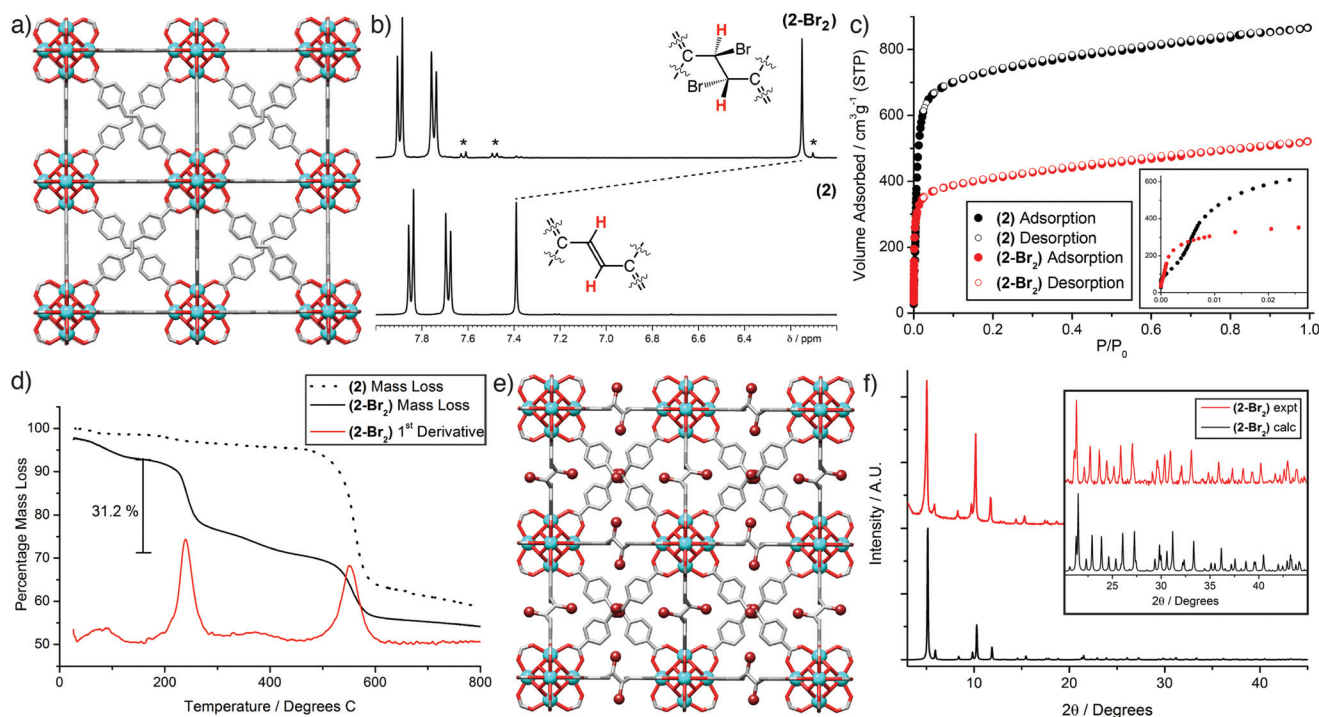 a)
b)
(2-Br₂)
H
Br
Br
H
* * *
(2)
H
H
7.8 7.6 7.4 7.2 7.0 6.8 6.6 6.4 6.2 δ / ppm
c)
Volume Adsorbed / cm³g⁻¹ (STP)
800
600
400
200
0
0.0 0.2 0.4 0.6 0.8 1.0
P/P₀
(2) Adsorption
(2) Desorption
(2-Br₂) Adsorption
(2-Br₂) Desorption
600
400
200
0
0.00 0.01 0.02
d)
(2) Mass Loss
(2-Br₂) Mass Loss
(2-Br₂) 1st Derivative
Percentage Mass Loss
100
90
80
70
60
50
31.2 %
0 200 400 600 800
Temperature / Degrees C
e)
f)
Intensity / A.U.
(2-Br₂) expt
(2-Br₂) calc
25 30 35 40
2θ / Degrees
10 20 30 40
2θ / Degrees